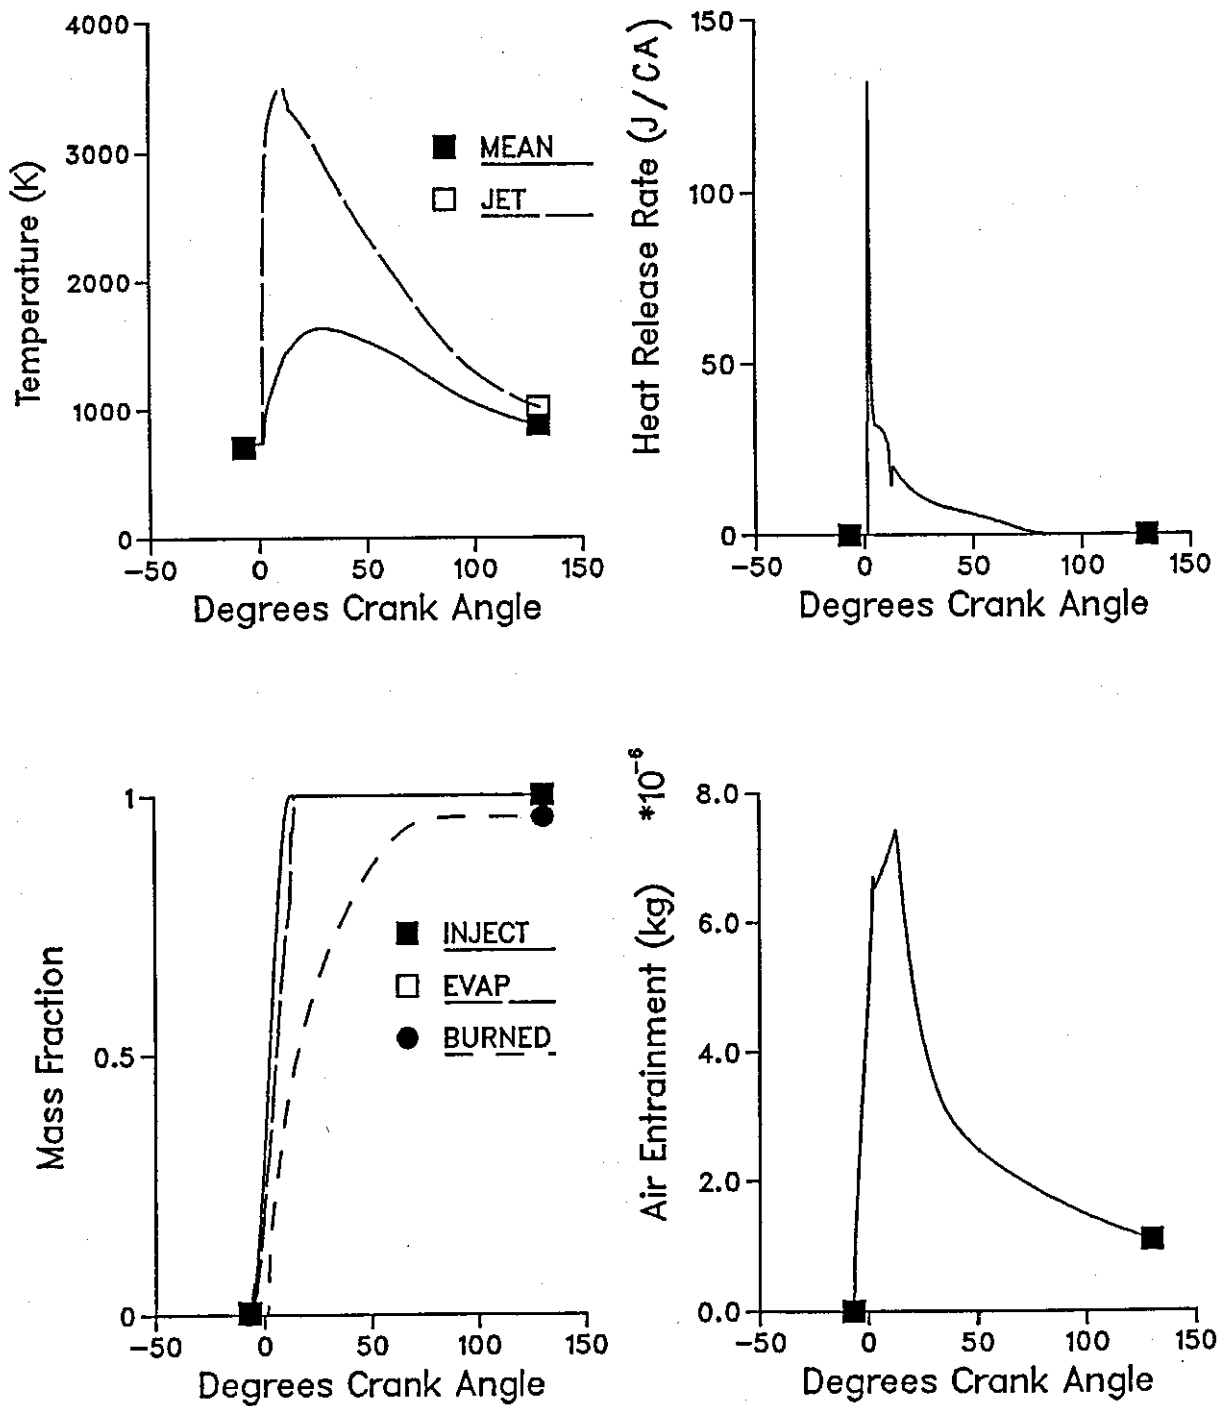 4000
3000
2000
1000
0
Temperature (K)
MEAN
JET
-50 0 50 100 150
Degrees Crank Angle
150
100
50
0
Heat Release Rate (J / CA)
-50 0 50 100 150
Degrees Crank Angle
1
0.5
0
Mass Fraction
INJECT
EVAP
BURNED
-50 0 50 100 150
Degrees Crank Angle
8.0
6.0
4.0
2.0
0.0
Air Entrainment (kg) *10⁻⁶
-50 0 50 100 150
Degrees Crank Angle